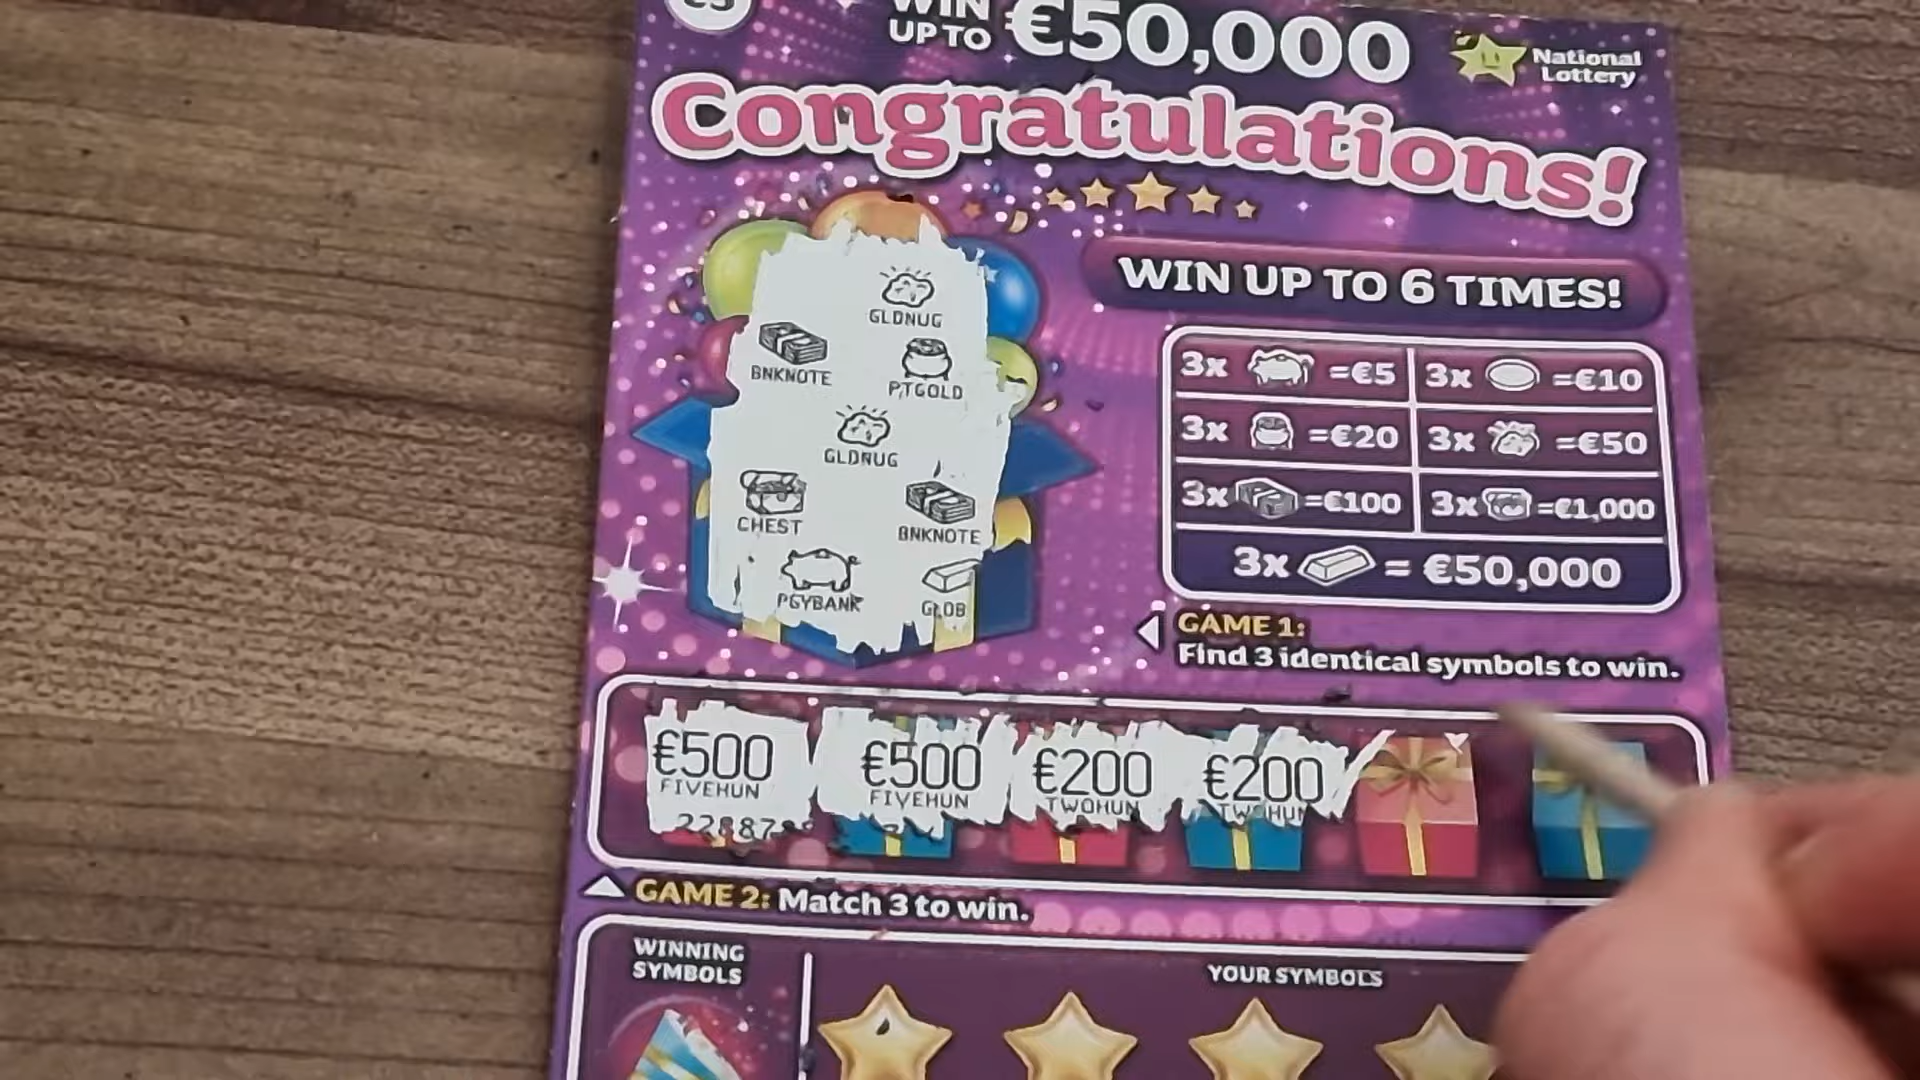 WIN
UP TO €50,000
National
Lottery
Congratulations!
WIN UP TO 6 TIMES!
GLDNUG
BNKNOTE
PTGOLD
GLDNUG
CHEST
BNKNOTE
PGYBANK
GLDB
3x =€5
3x =€10
3x =€20
3x =€50
3x =€100
3x =€1,000
3x = €50,000
GAME 1:
Find 3 identical symbols to win.
€500
FIVEHUN
€500
FIVEHUN
€200
TWOHUN
€200
TWOHUN
GAME 2: Match 3 to win.
WINNING
SYMBOLS
YOUR SYMBOLS